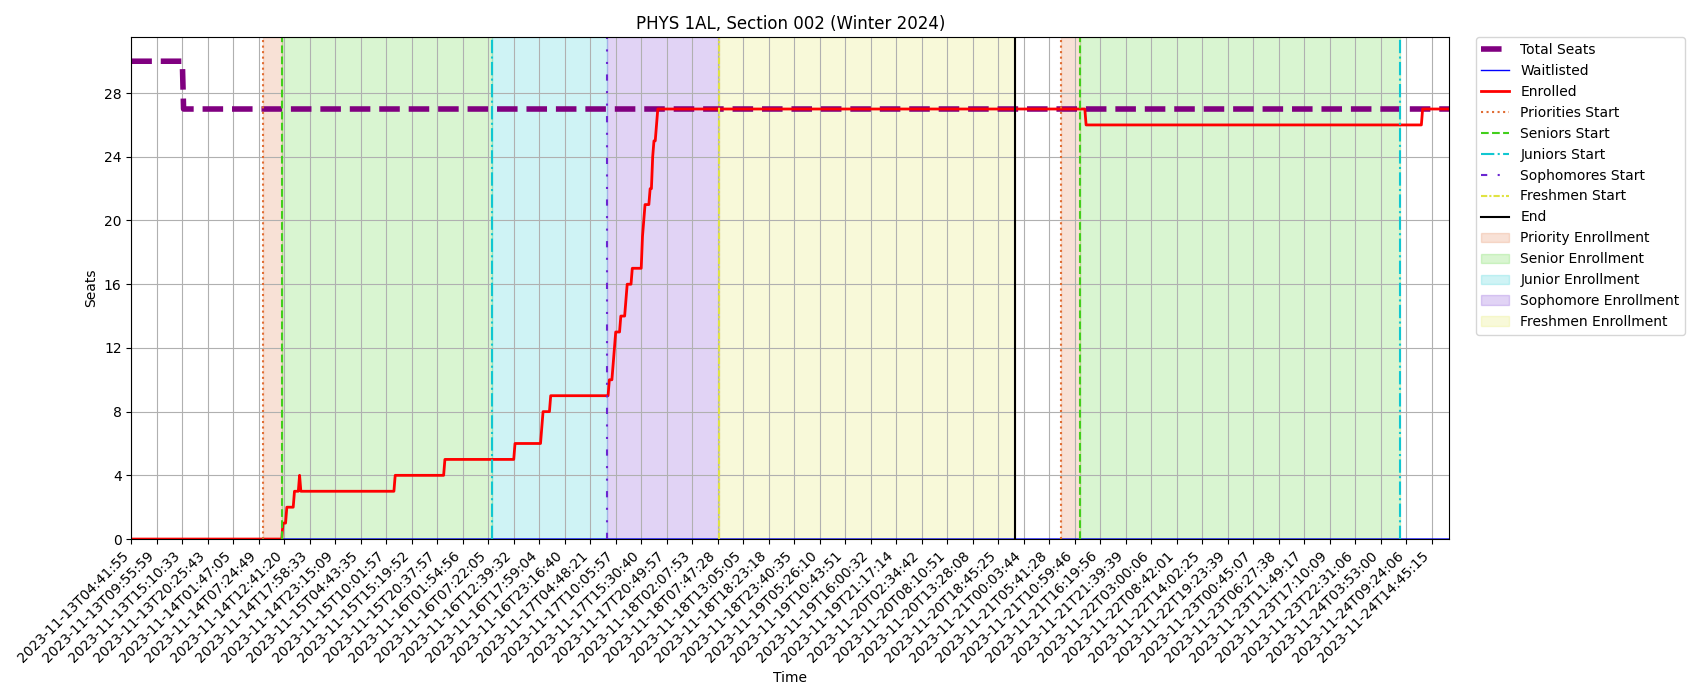 PHYS 1AL, Section 002 (Winter 2024)
Seats
28
24
20
16
12
8
4
0
2023-11-13T04:41:55
2023-11-13T09:55:59
2023-11-13T15:10:33
2023-11-13T20:25:43
2023-11-14T01:47:05
2023-11-14T07:24:49
2023-11-14T12:41:20
2023-11-14T17:58:33
2023-11-14T23:15:09
2023-11-15T04:43:35
2023-11-15T10:01:57
2023-11-15T15:19:52
2023-11-15T20:37:57
2023-11-16T01:54:56
2023-11-16T07:22:05
2023-11-16T12:39:32
2023-11-16T17:59:04
2023-11-16T23:16:40
2023-11-17T04:48:21
2023-11-17T10:05:57
2023-11-17T15:30:40
2023-11-17T20:49:57
2023-11-18T02:07:53
2023-11-18T07:47:28
2023-11-18T13:05:05
2023-11-18T18:23:18
2023-11-18T23:40:35
2023-11-19T05:26:10
2023-11-19T10:43:51
2023-11-19T16:00:32
2023-11-19T21:17:14
2023-11-20T02:34:42
2023-11-20T08:10:51
2023-11-20T13:28:08
2023-11-20T18:45:25
2023-11-21T00:03:44
2023-11-21T05:41:28
2023-11-21T10:59:46
2023-11-21T16:19:56
2023-11-21T21:39:39
2023-11-22T03:00:06
2023-11-22T08:42:01
2023-11-22T14:02:25
2023-11-22T19:23:39
2023-11-23T00:45:07
2023-11-23T06:27:38
2023-11-23T11:49:17
2023-11-23T17:10:09
2023-11-23T22:31:06
2023-11-24T03:53:00
2023-11-24T09:24:06
2023-11-24T14:45:15
Time
Total Seats
Waitlisted
Enrolled
Priorities Start
Seniors Start
Juniors Start
Sophomores Start
Freshmen Start
End
Priority Enrollment
Senior Enrollment
Junior Enrollment
Sophomore Enrollment
Freshmen Enrollment